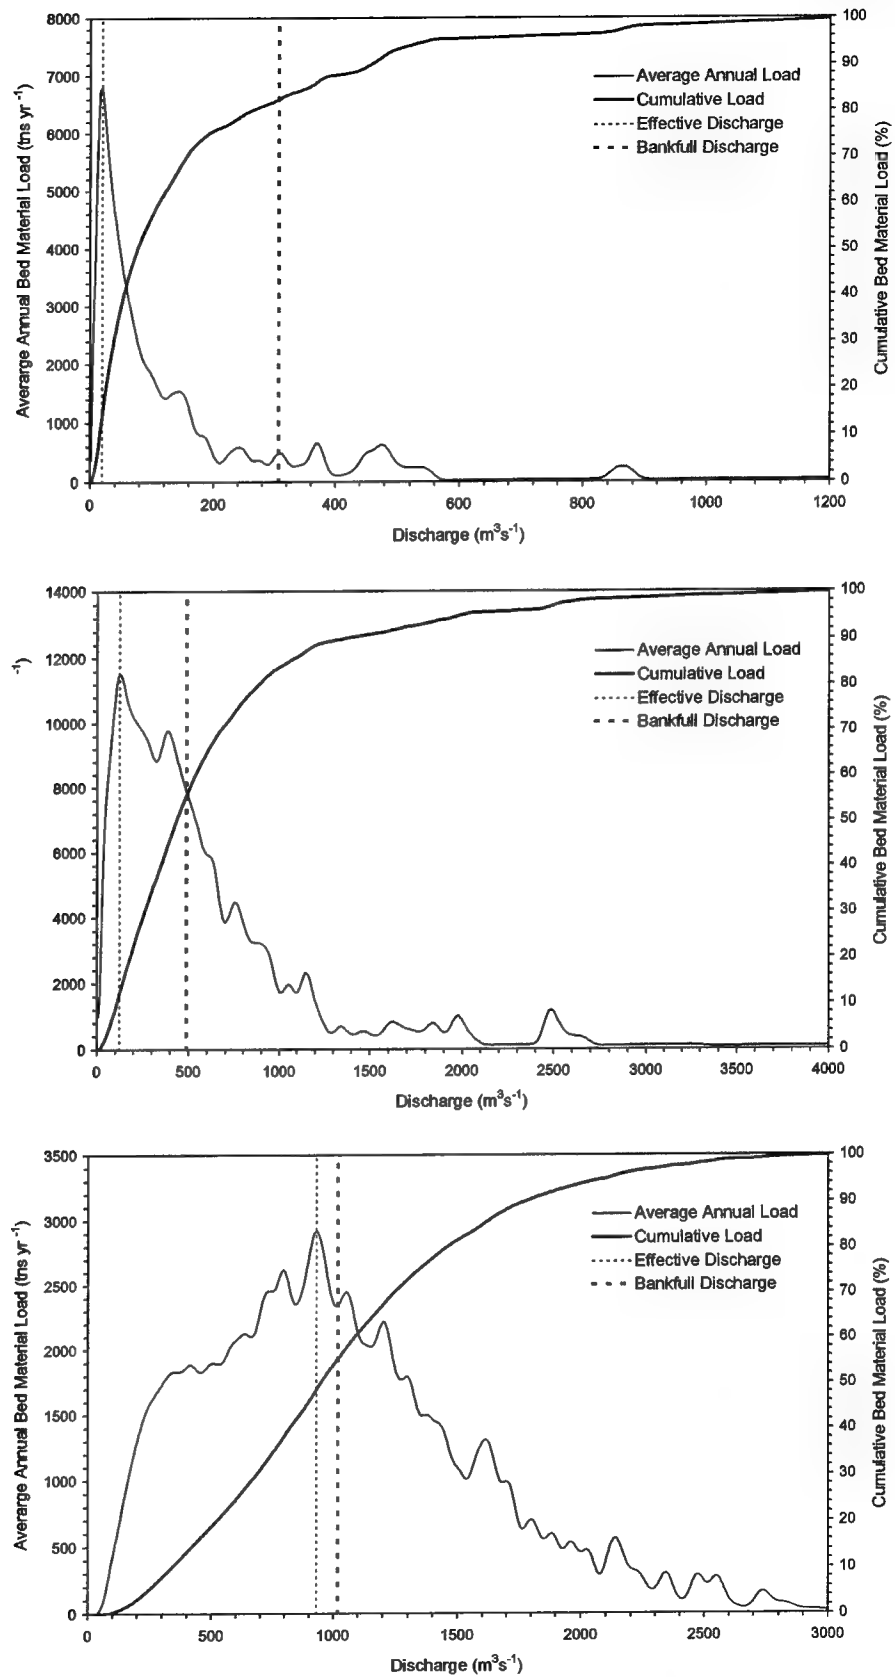 8000
7000
6000
5000
4000
3000
2000
1000
0
Averarge Annual Bed Material Load (tns yr⁻¹)
100
90
80
70
60
50
40
30
20
10
0
Cumulative Bed Material Load (%)
Average Annual Load
Cumulative Load
Effective Discharge
Bankfull Discharge
0 200 400 600 800 1000 1200
Discharge (m³s⁻¹)
14000
12000
10000
8000
6000
4000
2000
0
⁻¹)
100
90
80
70
60
50
40
30
20
10
0
Cumulative Bed Material Load (%)
Average Annual Load
Cumulative Load
Effective Discharge
Bankfull Discharge
0 500 1000 1500 2000 2500 3000 3500 4000
Discharge (m³s⁻¹)
3500
3000
2500
2000
1500
1000
500
0
Averarge Annual Bed Material Load (tns yr⁻¹)
100
90
80
70
60
50
40
30
20
10
0
Cumulative Bed Material Load (%)
Average Annual Load
Cumulative Load
Effective Discharge
Bankfull Discharge
0 500 1000 1500 2000 2500 3000
Discharge (m³s⁻¹)